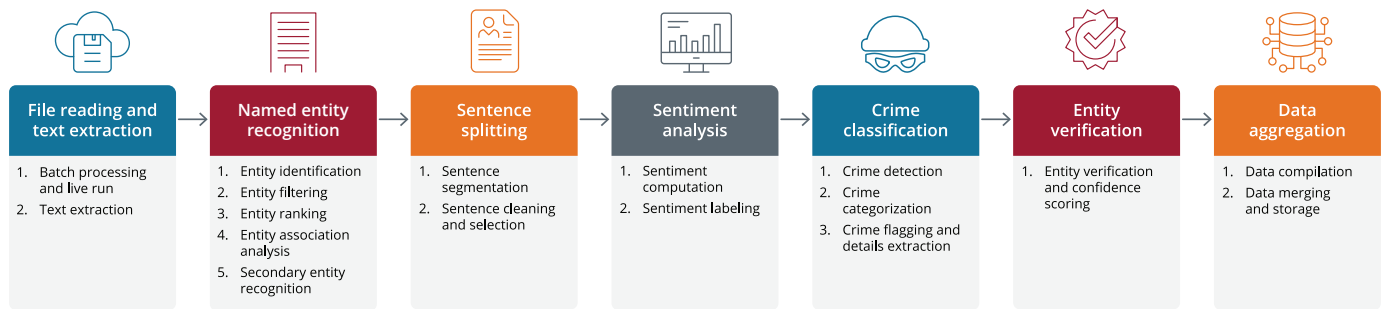 File reading and
text extraction
1. Batch processing
and live run
2. Text extraction
Named entity
recognition
1. Entity identification
2. Entity filtering
3. Entity ranking
4. Entity association
analysis
5. Secondary entity
recognition
Sentence
splitting
1. Sentence
segmentation
2. Sentence cleaning
and selection
Sentiment
analysis
1. Sentiment
computation
2. Sentiment labeling
Crime
classification
1. Crime detection
2. Crime
categorization
3. Crime flagging and
details extraction
Entity
verification
1. Entity verification
and confidence
scoring
Data
aggregation
1. Data compilation
2. Data merging
and storage